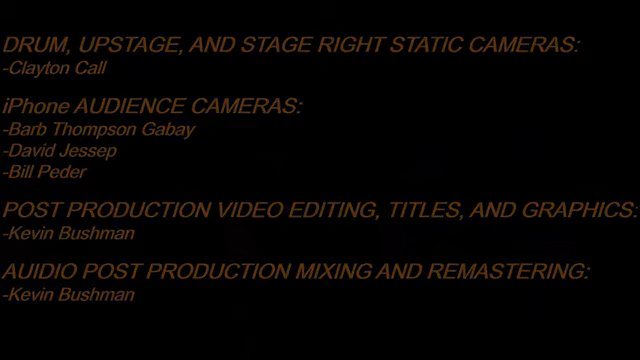 DRUM, UPSTAGE, AND STAGE RIGHT STATIC CAMERAS:
-Clayton Call
iPhone AUDIENCE CAMERAS:
-Barb Thompson Gabay
-David Jessep
-Bill Peder
POST PRODUCTION VIDEO EDITING, TITLES, AND GRAPHICS:
-Kevin Bushman
AUIDIO POST PRODUCTION MIXING AND REMASTERING:
-Kevin Bushman